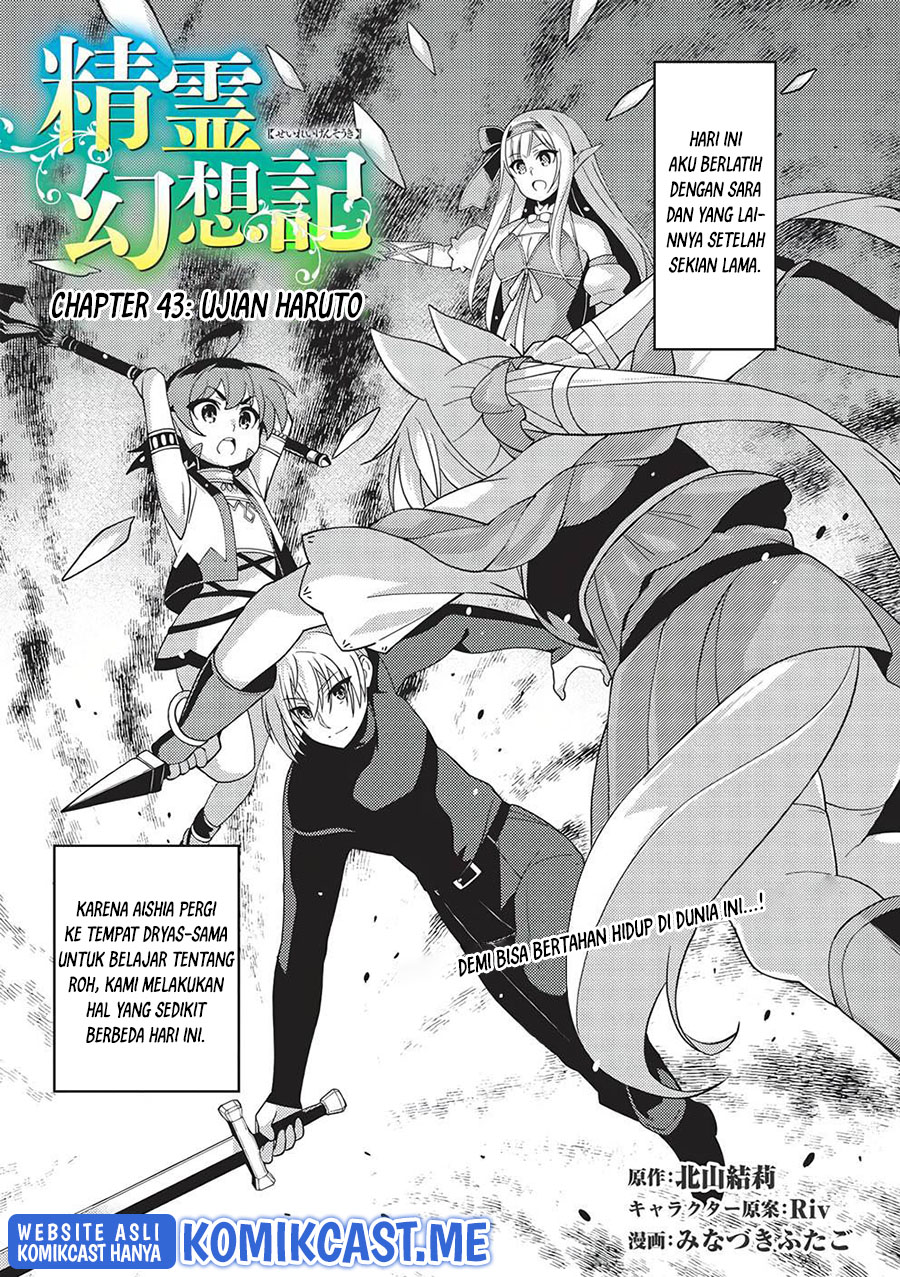 精霊
【せいれいげんそうき】
幻想記
CHAPTER 43: UJIAN HARUTO
HARI INI
AKU BERLATIH
DENGAN SARA
DAN YANG LAI-
NNYA SETELAH
SEKIAN LAMA.
KARENA AISHIA PERGI
KE TEMPAT DRYAS-SAMA
UNTUK BELAJAR TENTANG
ROH, KAMI MELAKUKAN
HAL YANG SEDIKIT
BERBEDA HARI INI.
DEMI BISA BERTAHAN HIDUP DI DUNIA INI...!
原作:北山結莉
キャラクター原案:Riv
漫画:みなづきふたご
WEBSITE ASLI
KOMIKCAST HANYA
KOMIKCAST.ME